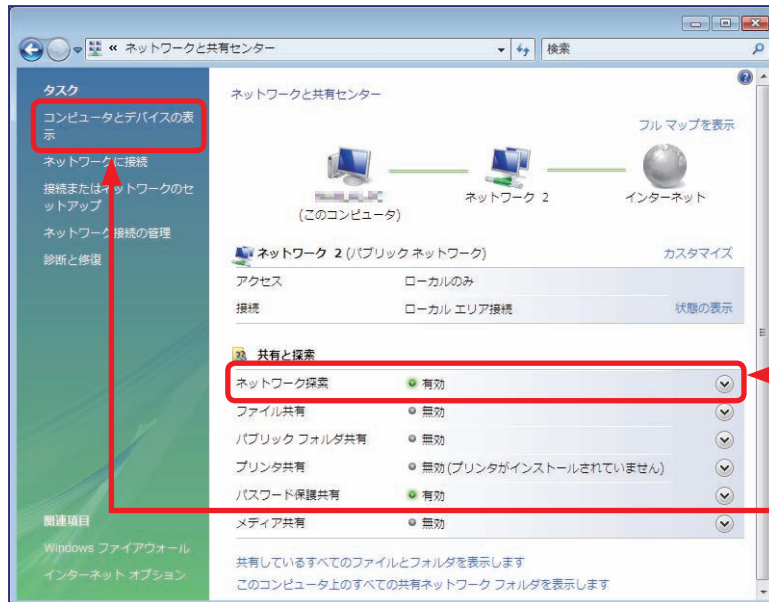 « ネットワークと共有センター
検索
タスク
コンピュータとデバイスの表
示
ネットワークに接続
接続またはネットワークのセ
ットアップ
ネットワーク接続の管理
診断と修復
関連項目
Windows ファイアウォール
インターネット オプション
ネットワークと共有センター
フル マップを表示
(このコンピュータ)
ネットワーク 2
インターネット
ネットワーク 2 (パブリック ネットワーク)
カスタマイズ
アクセス ローカルのみ
接続 ローカル エリア接続 状態の表示
共有と探索
ネットワーク探索 有効
ファイル共有 無効
パブリック フォルダ共有 無効
プリンタ共有 無効 (プリンタがインストールされていません)
パスワード保護共有 有効
メディア共有 無効
共有しているすべてのファイルとフォルダを表示します
このコンピュータ上のすべての共有ネットワーク フォルダを表示します